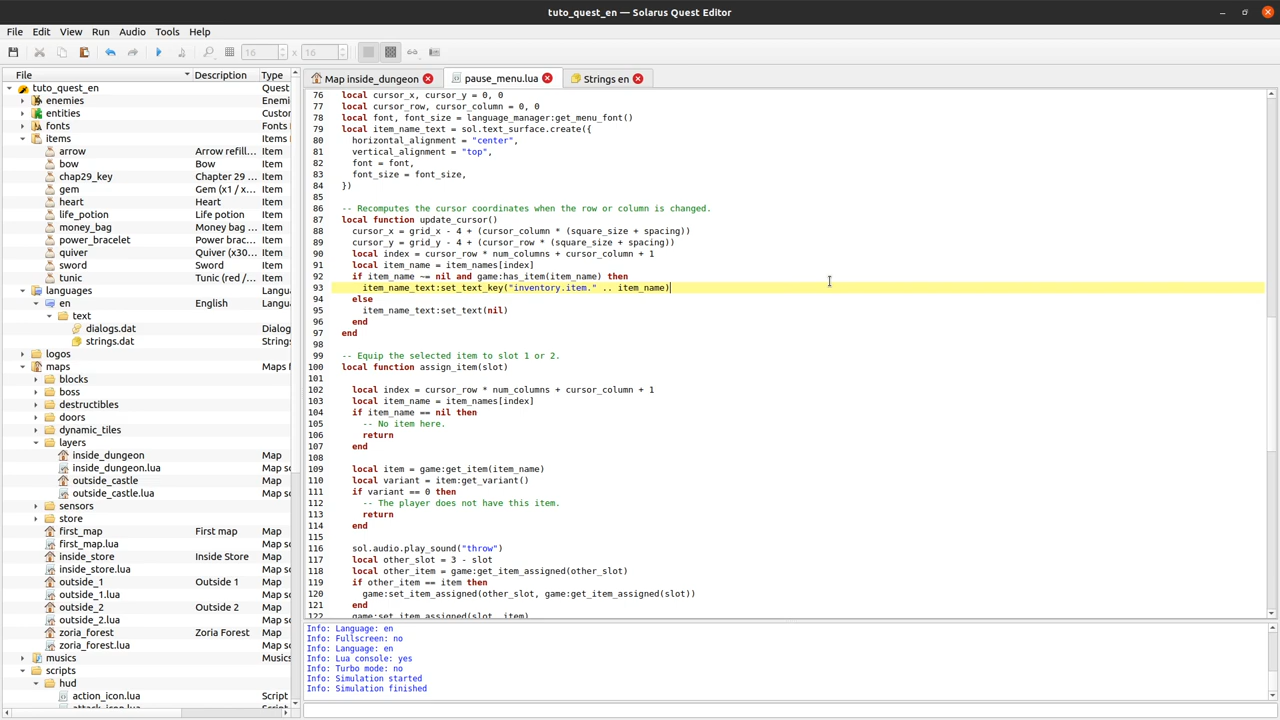 tuto_quest_en — Solarus Quest Editor
File Edit View Run Audio Tools Help
16 x 16
File Description Type
tuto_quest_en Quest
enemies Enemi
entities Custor
fonts Fonts
items Items
arrow Arrow refill... Item
bow Bow Item
chap29_key Chapter 29 ... Item
gem Gem (x1 / x... Item
heart Heart Item
life_potion Life potion Item
money_bag Money bag ... Item
power_bracelet Power brac... Item
quiver Quiver (x30... Item
sword Sword Item
tunic Tunic (red /... Item
languages Langu
en English Langu
text
dialogs.dat Dialog
strings.dat Strings
logos
maps Maps
blocks
boss
destructibles
doors
dynamic_tiles
layers
inside_dungeon Map
inside_dungeon.lua Map sc
outside_castle Map
outside_castle.lua Map sc
sensors
store
first_map First map Map
first_map.lua Map sc
inside_store Inside Store Map
inside_store.lua Map sc
outside_1 Outside 1 Map
outside_1.lua Map sc
outside_2 Outside 2 Map
outside_2.lua Map sc
zoria_forest Zoria Forest Map
zoria_forest.lua Map sc
musics Musics
scripts
hud
action_icon.lua Script
Map inside_dungeon pause_menu.lua Strings en
76 local cursor_x, cursor_y = 0, 0
77 local cursor_row, cursor_column = 0, 0
78 local font, font_size = language_manager:get_menu_font()
79 local item_name_text = sol.text_surface.create({
80 horizontal_alignment = "center",
81 vertical_alignment = "top",
82 font = font,
83 font_size = font_size,
84 })
85
86 -- Recomputes the cursor coordinates when the row or column is changed.
87 local function update_cursor()
88 cursor_x = grid_x - 4 + (cursor_column * (square_size + spacing))
89 cursor_y = grid_y - 4 + (cursor_row * (square_size + spacing))
90 local index = cursor_row * num_columns + cursor_column + 1
91 local item_name = item_names[index]
92 if item_name ~= nil and game:has_item(item_name) then
93 item_name_text:set_text_key("inventory.item." .. item_name)
94 else
95 item_name_text:set_text(nil)
96 end
97 end
98
99 -- Equip the selected item to slot 1 or 2.
100 local function assign_item(slot)
101
102 local index = cursor_row * num_columns + cursor_column + 1
103 local item_name = item_names[index]
104 if item_name == nil then
105 -- No item here.
106 return
107 end
108
109 local item = game:get_item(item_name)
110 local variant = item:get_variant()
111 if variant == 0 then
112 -- The player does not have this item.
113 return
114 end
115
116 sol.audio.play_sound("throw")
117 local other_slot = 3 - slot
118 local other_item = game:get_item_assigned(other_slot)
119 if other_item == item then
120 game:set_item_assigned(other_slot, game:get_item_assigned(slot))
121 end
122 game:set_item_assigned(slot, item)
Info: Language: en
Info: Fullscreen: no
Info: Language: en
Info: Lua console: yes
Info: Turbo mode: no
Info: Simulation started
Info: Simulation finished